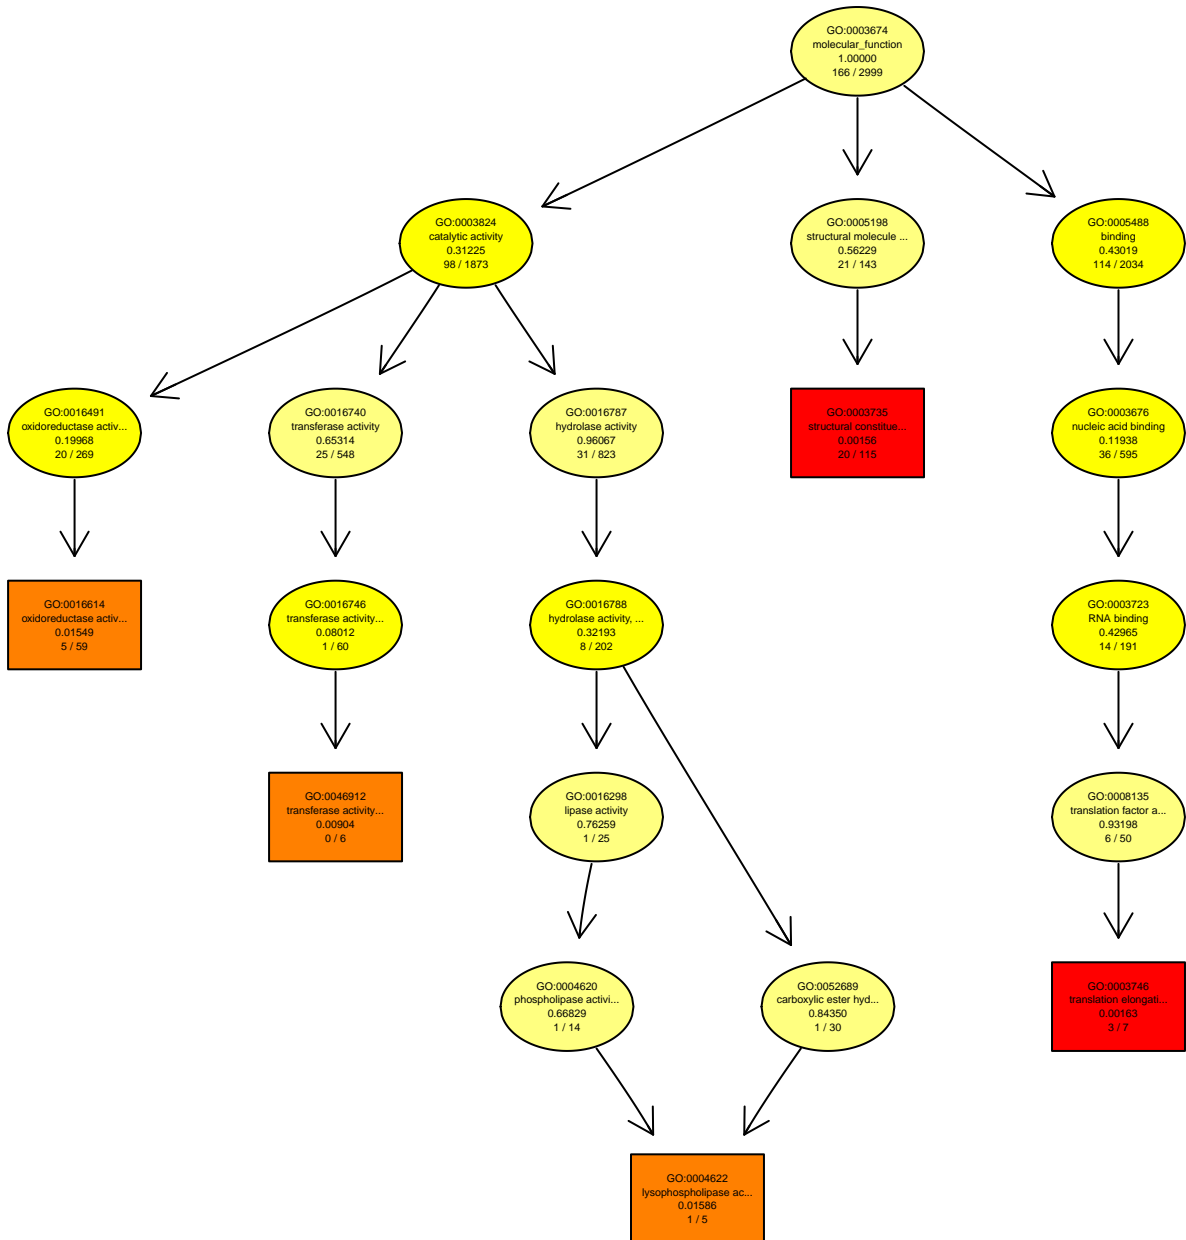 GO:0003674
molecular_function
1.00000
166 / 2999
GO:0003824
catalytic activity
0.31225
98 / 1873
GO:0005198
structural molecule ...
0.56229
21 / 143
GO:0005488
binding
0.43019
114 / 2034
GO:0016491
oxidoreductase activ...
0.19968
20 / 269
GO:0016740
transferase activity
0.65314
25 / 548
GO:0016787
hydrolase activity
0.96067
31 / 823
GO:0003735
structural constitue...
0.00156
20 / 115
GO:0003676
nucleic acid binding
0.11938
36 / 595
GO:0016614
oxidoreductase activ...
0.01549
5 / 59
GO:0016746
transferase activity...
0.08012
1 / 60
GO:0016788
hydrolase activity, ...
0.32193
8 / 202
GO:0003723
RNA binding
0.42965
14 / 191
GO:0046912
transferase activity...
0.00904
0 / 6
GO:0016298
lipase activity
0.76259
1 / 25
GO:0008135
translation factor a...
0.93198
6 / 50
GO:0004620
phospholipase activi...
0.66829
1 / 14
GO:0052689
carboxylic ester hyd...
0.84350
1 / 30
GO:0003746
translation elongati...
0.00163
3 / 7
GO:0004622
lysophospholipase ac...
0.01586
1 / 5